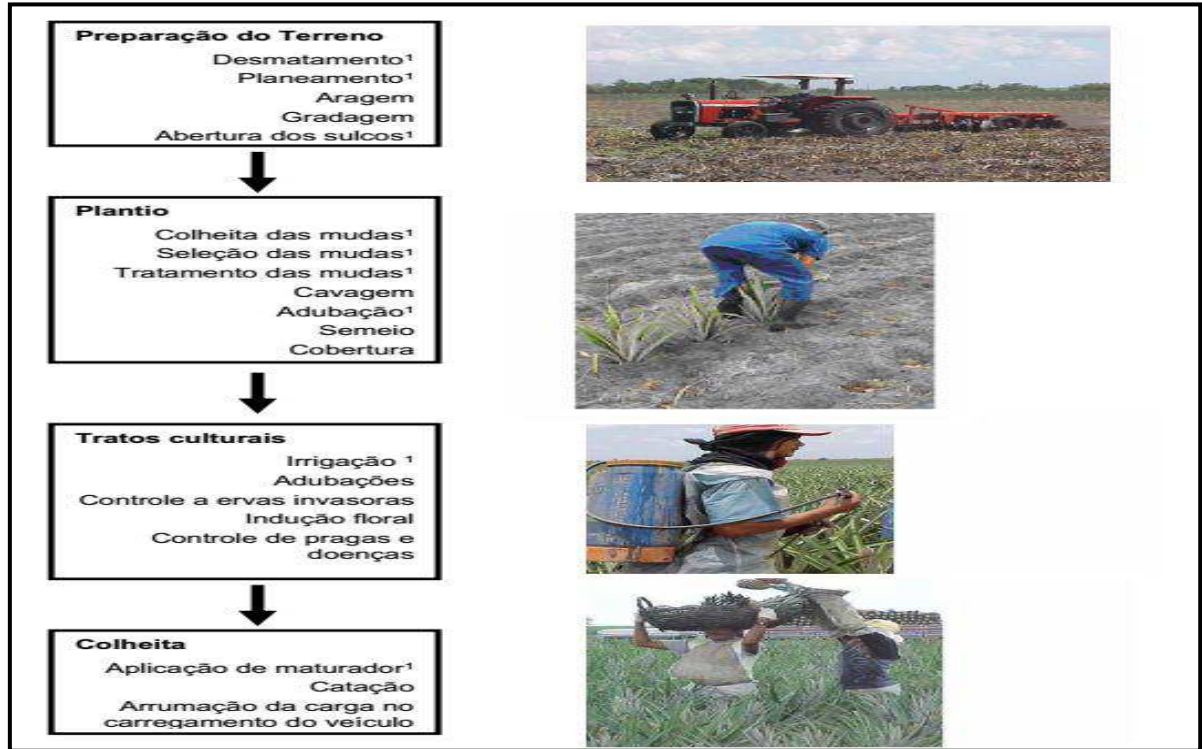 Preparação do Terreno
Desmatamento¹
Planeamento¹
Aragem
Gradagem
Abertura dos sulcos¹
Plantio
Colheita das mudas¹
Seleção das mudas¹
Tratamento das mudas¹
Cavagem
Adubação¹
Semeio
Cobertura
Tratos culturais
Irrigação ¹
Adubações
Controle a ervas invasoras
Indução floral
Controle de pragas e
doenças
Colheita
Aplicação de maturador¹
Catação
Arrumação da carga no
carregamento do veículo